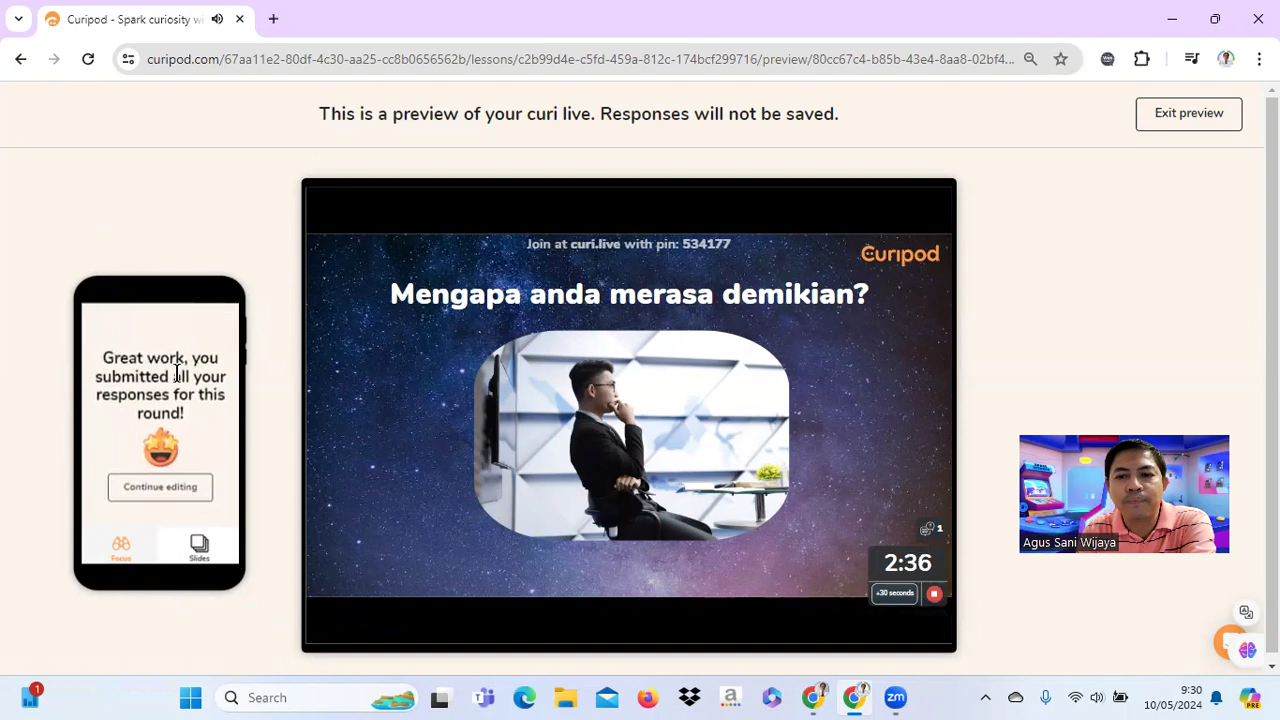 Curipod - Spark curiosity wi
curipod.com/67aa11e2-80df-4c30-aa25-cc8b0656562b/lessons/c2b99d4e-c5fd-459a-812c-174bcf299716/preview/80cc67c4-b85b-43e4-8aa8-02bf4...
This is a preview of your curi live. Responses will not be saved.
Exit preview
Join at curi.live with pin: 534177
Curipod
Mengapa anda merasa demikian?
Great work, you
submitted all your
responses for this
round!
Continue editing
Focus
Slides
1
2:36
+30 seconds
Agus Sani Wijaya
1
Search
a
zm
9:30
10/05/2024
PRE